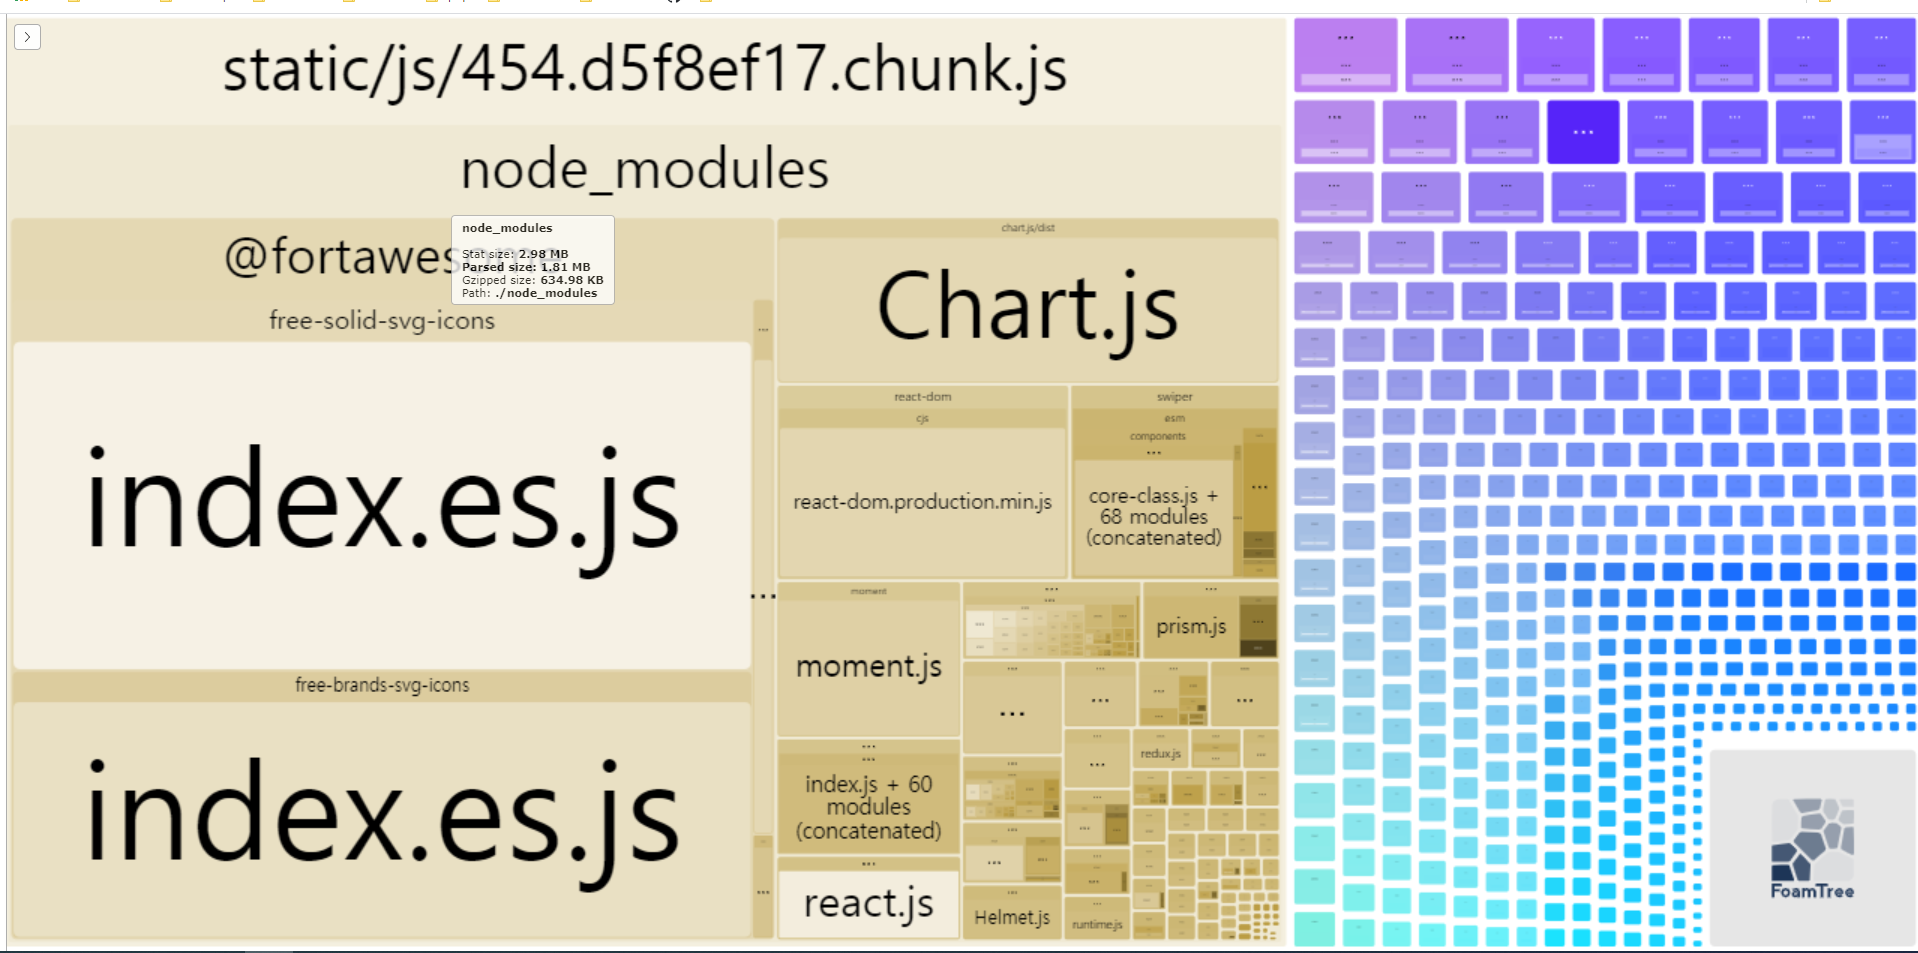 static/js/454.d5f8ef17.chunk.js
node_modules
@fortawes
node_modules
Stat size: 2.98 MB
Parsed size: 1.81 MB
Gzipped size: 634.98 KB
Path: ./node_modules
free-solid-svg-icons
...
index.es.js
...
free-brands-svg-icons
index.es.js
...
chart.js/dist
Chart.js
react-dom
cjs
react-dom.production.min.js
swiper
esm
components
...
core-class.js +
68 modules
(concatenated)
...
moment
moment.js
...
prism.js
...
...
...
...
...
redux.js
...
index.js + 60
modules
(concatenated)
...
react.js
Helmet.js
runtime.js
FoamTree